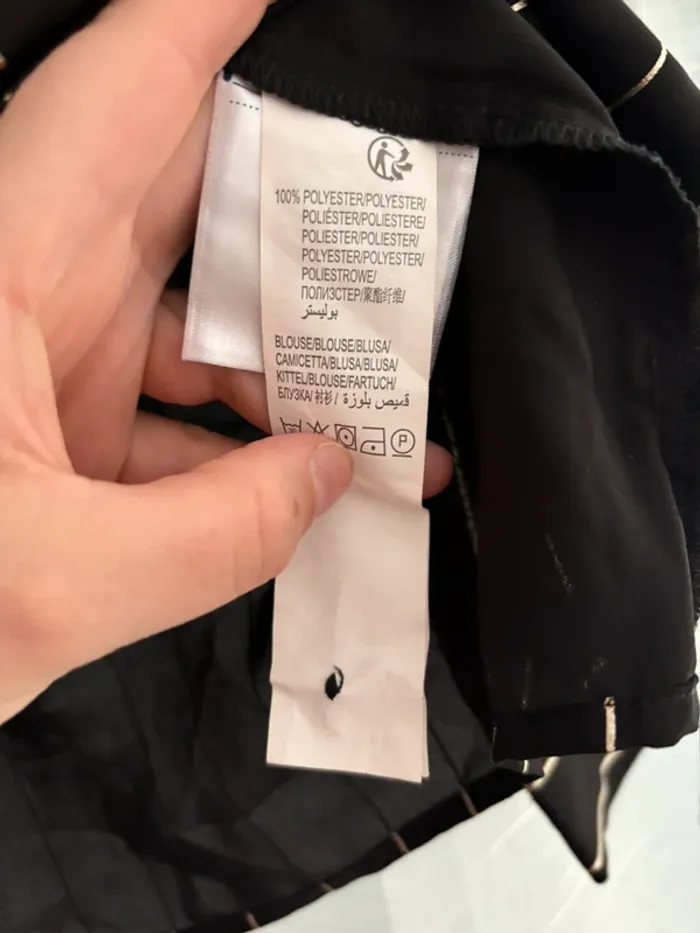 100% POLYESTER/POLYESTER/
POLIÉSTER/POLIESTERE/
POLIESTER/POLIESTER/
POLYESTER/POLYESTER/
POLIESTROWE/
ПОЛИЭСТЕР/聚酯纤维/
بوليستر
BLOUSE/BLOUSE/BLUSA/
CAMICETTA/BLUSA/BLUSA/
KITTEL/BLOUSE/FARTUCH/
БЛУЗКА/ 衬衫 / قميص بلوزة
P